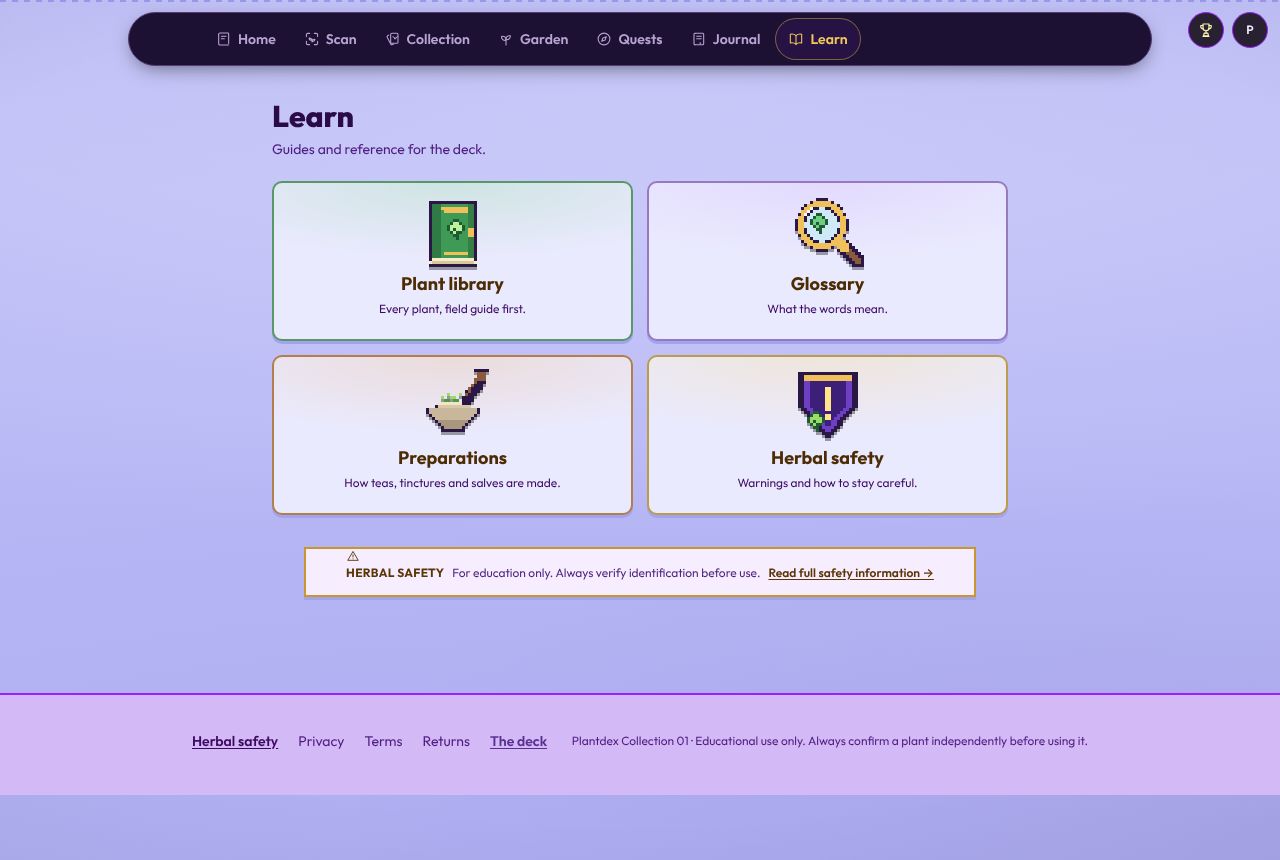 Home Scan Collection Garden Quests Journal Learn P
Learn
Guides and reference for the deck.
Plant library
Every plant, field guide first.
Glossary
What the words mean.
Preparations
How teas, tinctures and salves are made.
Herbal safety
Warnings and how to stay careful.
HERBAL SAFETY For education only. Always verify identification before use. Read full safety information →
Herbal safety Privacy Terms Returns The deck Plantdex Collection 01 · Educational use only. Always confirm a plant independently before using it.